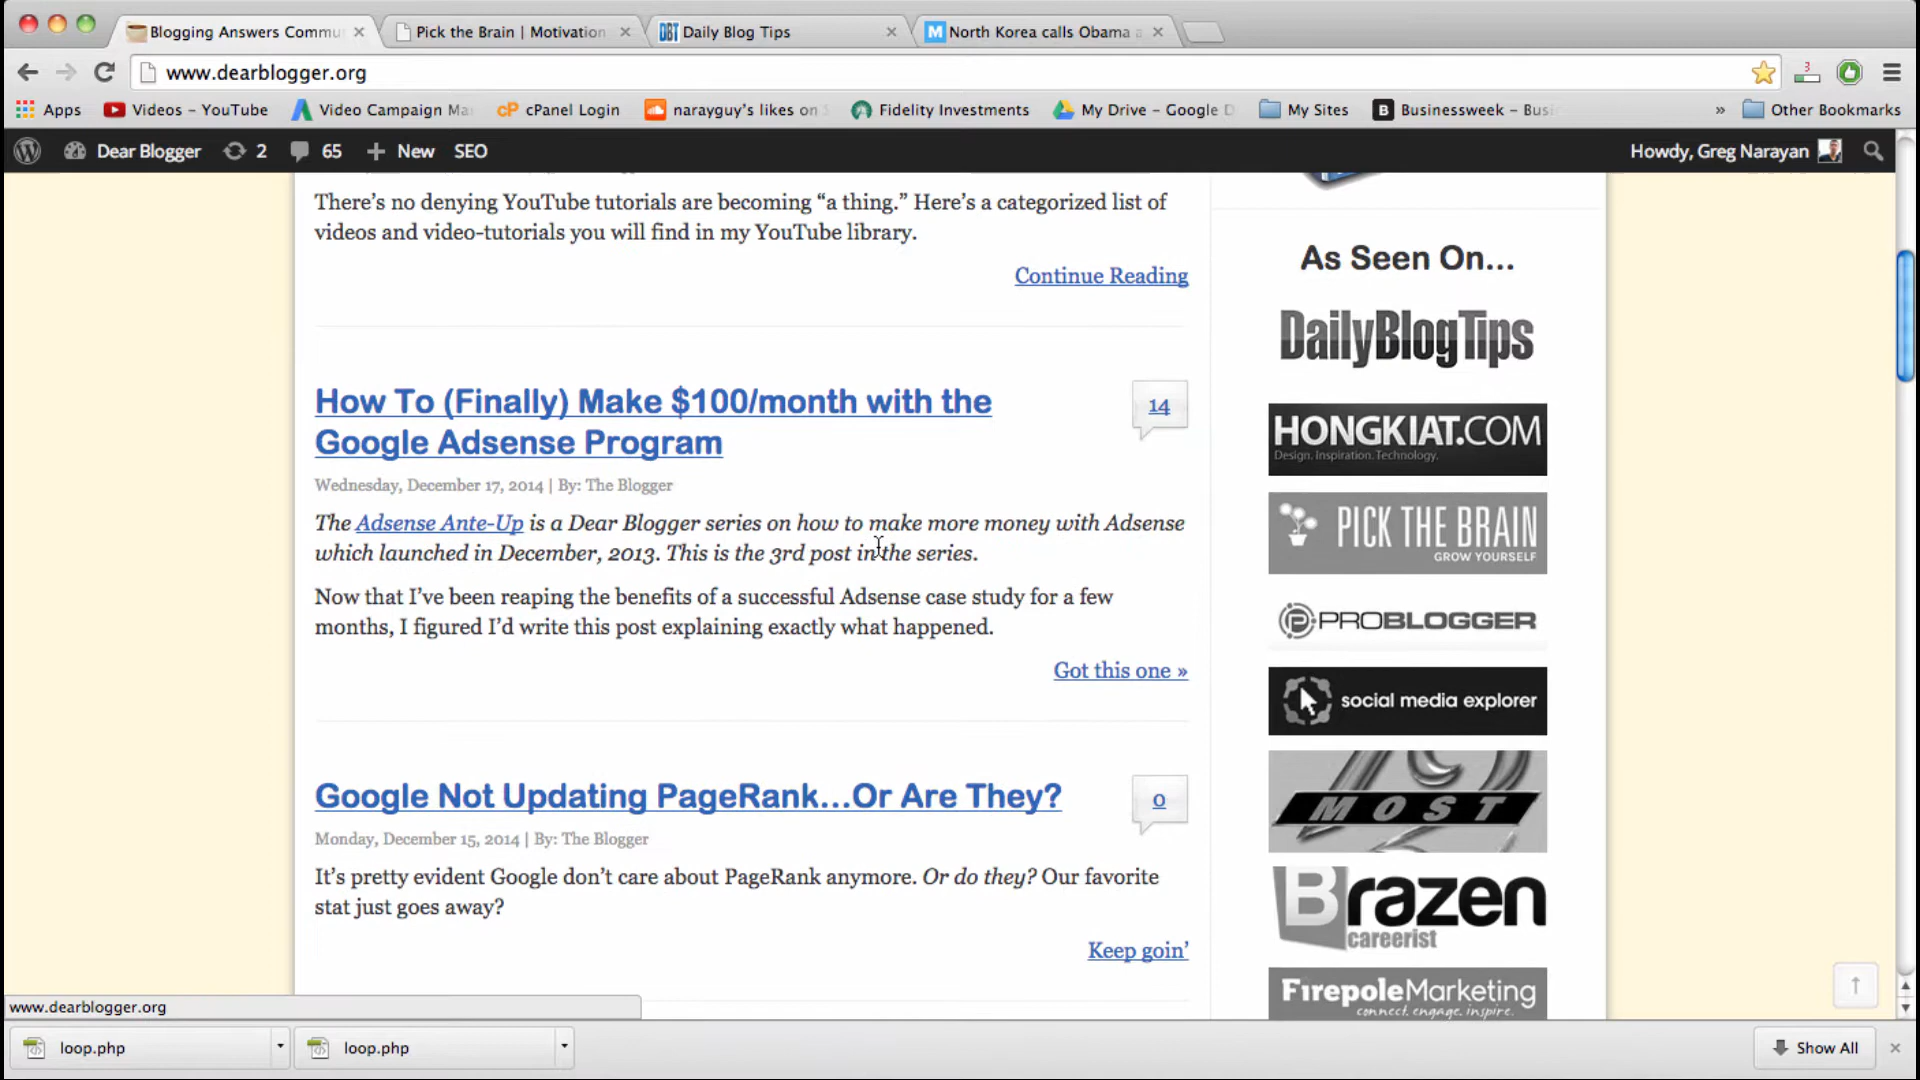 Blogging Answers Commu
Pick the Brain | Motivation
DBT Daily Blog Tips
M North Korea calls Obama a
www.dearblogger.org
3
Apps
Videos – YouTube
Video Campaign Ma
cP cPanel Login
narayguy's likes on S
Fidelity Investments
My Drive – Google D
My Sites
B Businessweek – Busi
»
Other Bookmarks
Dear Blogger
2
65
+ New
SEO
Howdy, Greg Narayan
There's no denying YouTube tutorials are becoming “a thing.” Here's a categorized list of
videos and video-tutorials you will find in my YouTube library.
Continue Reading
How To (Finally) Make $100/month with the
Google Adsense Program
14
Wednesday, December 17, 2014 | By: The Blogger
The Adsense Ante-Up is a Dear Blogger series on how to make more money with Adsense
which launched in December, 2013. This is the 3rd post in the series.
Now that I've been reaping the benefits of a successful Adsense case study for a few
months, I figured I'd write this post explaining exactly what happened.
Got this one »
Google Not Updating PageRank...Or Are They?
0
Monday, December 15, 2014 | By: The Blogger
It's pretty evident Google don't care about PageRank anymore. Or do they? Our favorite
stat just goes away?
Keep goin'
As Seen On...
DailyBlogTips
HONGKIAT.COM
Design. Inspiration. Technology.
PICK THE BRAIN
GROW YOURSELF
PROBLOGGER
social media explorer
MOST
Brazen
careerist
FirepoleMarketing
connect. engage. inspire.
www.dearblogger.org
loop.php
loop.php
Show All